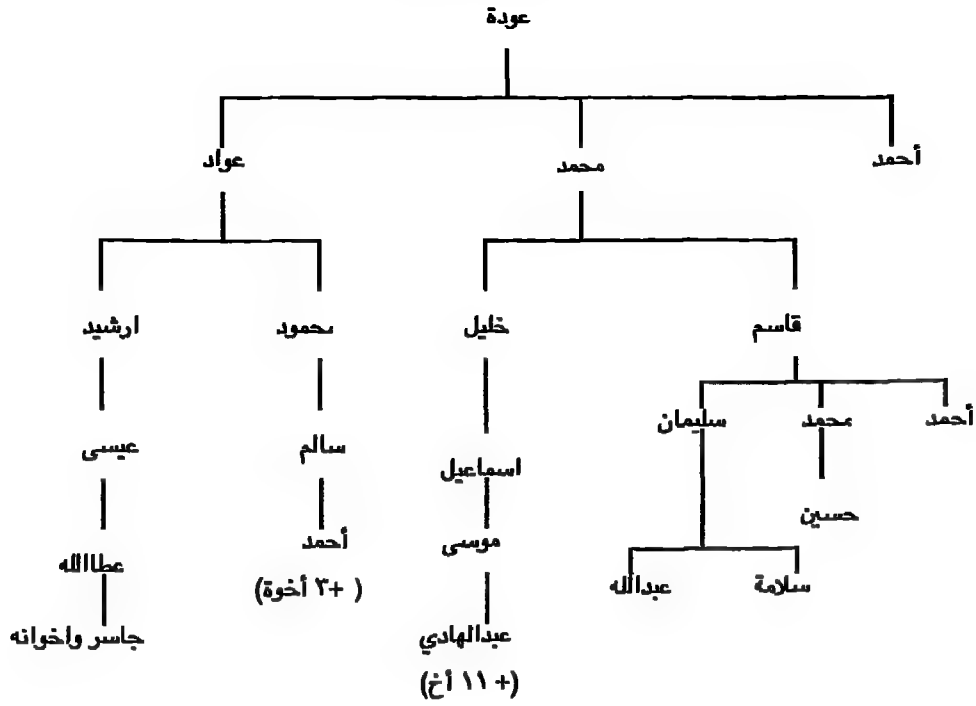 عودة
أحمد
محمد
عواد
قاسم
خليل
محمود
ارشيد
أحمد
محمد
سليمان
اسماعيل
سالم
عيسى
حسين
موسى
أحمد
عطاالله
سلامة
عبدالله
(+٣ أخوة)
عبدالهادي
جاسر واخوانه
(+ ١١ أخ)